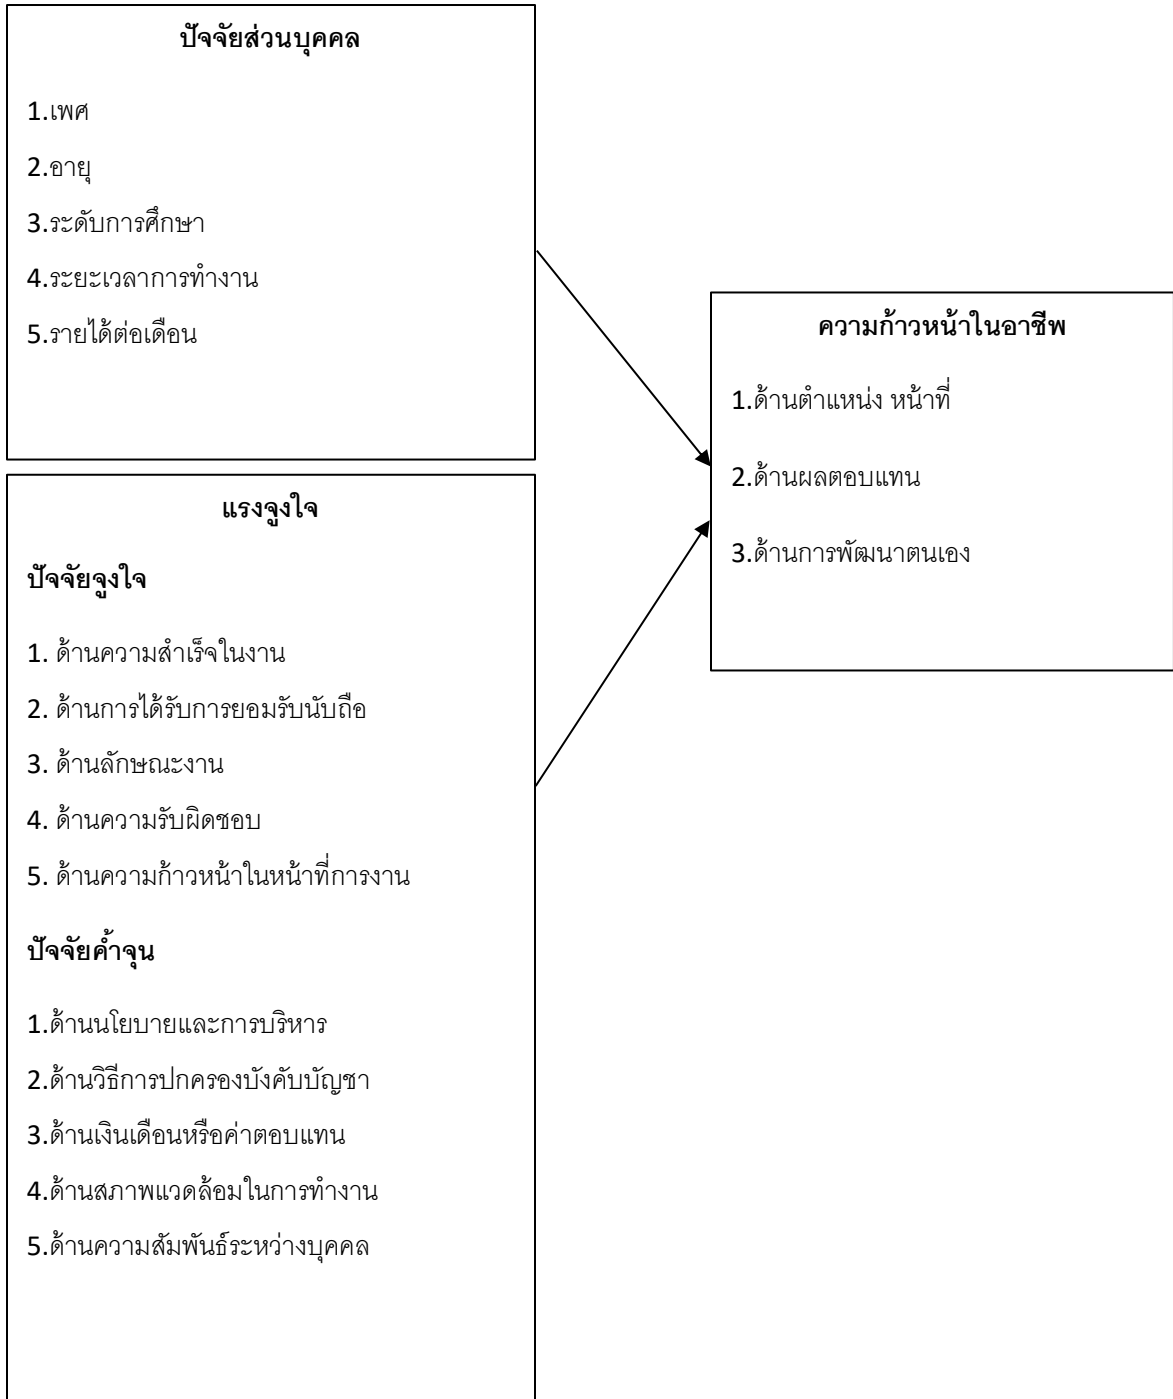 ปัจจัยส่วนบุคคล
1.เพศ
2.อายุ
3.ระดับการศึกษา
4.ระยะเวลาการทำงาน
5.รายได้ต่อเดือน
แรงจูงใจ
ปัจจัยจูงใจ
1. ด้านความสำเร็จในงาน
2. ด้านการได้รับการยอมรับนับถือ
3. ด้านลักษณะงาน
4. ด้านความรับผิดชอบ
5. ด้านความก้าวหน้าในหน้าที่การงาน
ปัจจัยค้ำจุน
1.ด้านนโยบายและการบริหาร
2.ด้านวิธีการปกครองบังคับบัญชา
3.ด้านเงินเดือนหรือค่าตอบแทน
4.ด้านสภาพแวดล้อมในการทำงาน
5.ด้านความสัมพันธ์ระหว่างบุคคล
ความก้าวหน้าในอาชีพ
1.ด้านตำแหน่ง หน้าที่
2.ด้านผลตอบแทน
3.ด้านการพัฒนาตนเอง